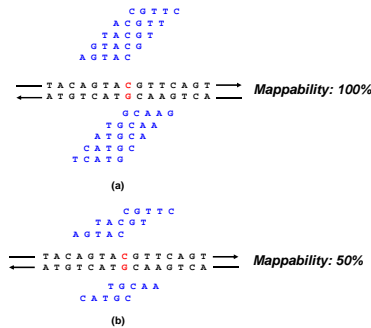 C G T T C
A C G T T
T A C G T
G T A C G
A G T A C
T A C A G T A C G T T C A G T
A T G T C A T G C A A G T C A
Mappability: 100%
G C A A G
T G C A A
A T G C A
C A T G C
T C A T G
(a)
C G T T C
T A C G T
A G T A C
T A C A G T A C G T T C A G T
A T G T C A T G C A A G T C A
Mappability: 50%
T G C A A
C A T G C
(b)